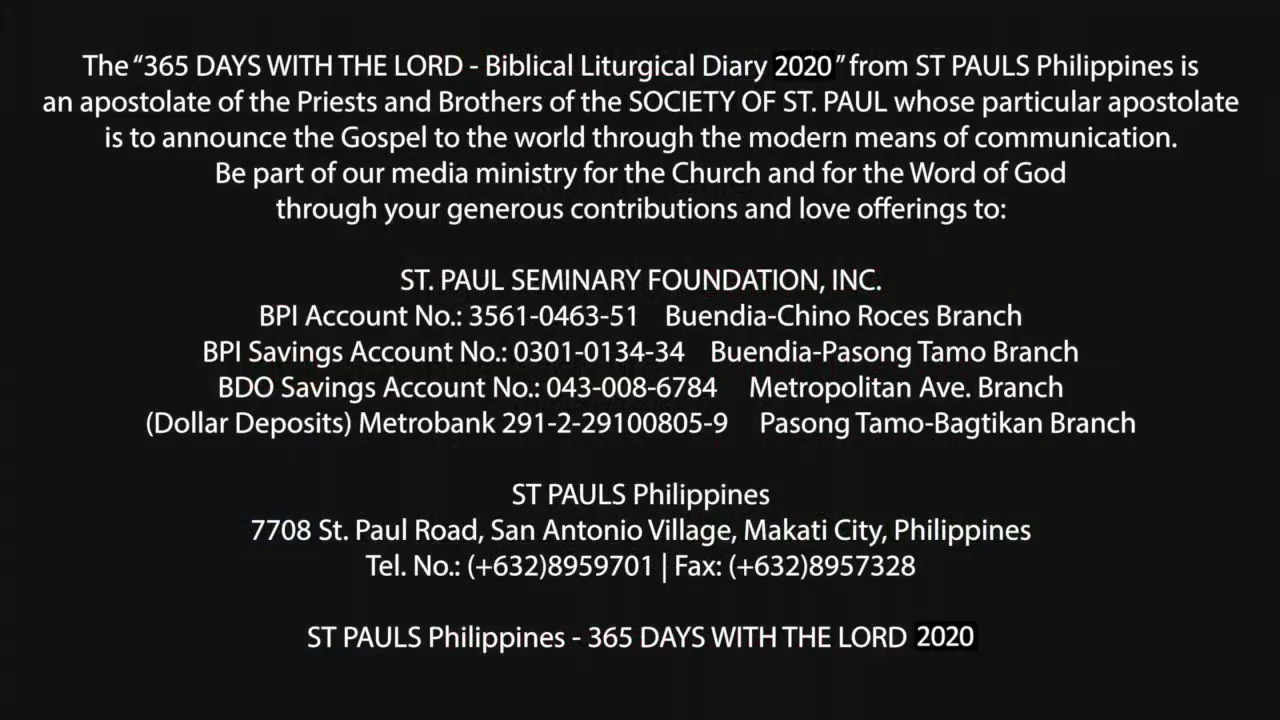 The “365 DAYS WITH THE LORD - Biblical Liturgical Diary 2020” from ST PAULS Philippines is
an apostolate of the Priests and Brothers of the SOCIETY OF ST. PAUL whose particular apostolate
is to announce the Gospel to the world through the modern means of communication.
Be part of our media ministry for the Church and for the Word of God
through your generous contributions and love offerings to:
ST. PAUL SEMINARY FOUNDATION, INC.
BPI Account No.: 3561-0463-51 Buendia-Chino Roces Branch
BPI Savings Account No.: 0301-0134-34 Buendia-Pasong Tamo Branch
BDO Savings Account No.: 043-008-6784 Metropolitan Ave. Branch
(Dollar Deposits) Metrobank 291-2-29100805-9 Pasong Tamo-Bagtikan Branch
ST PAULS Philippines
7708 St. Paul Road, San Antonio Village, Makati City, Philippines
Tel. No.: (+632)8959701 | Fax: (+632)8957328
ST PAULS Philippines - 365 DAYS WITH THE LORD 2020